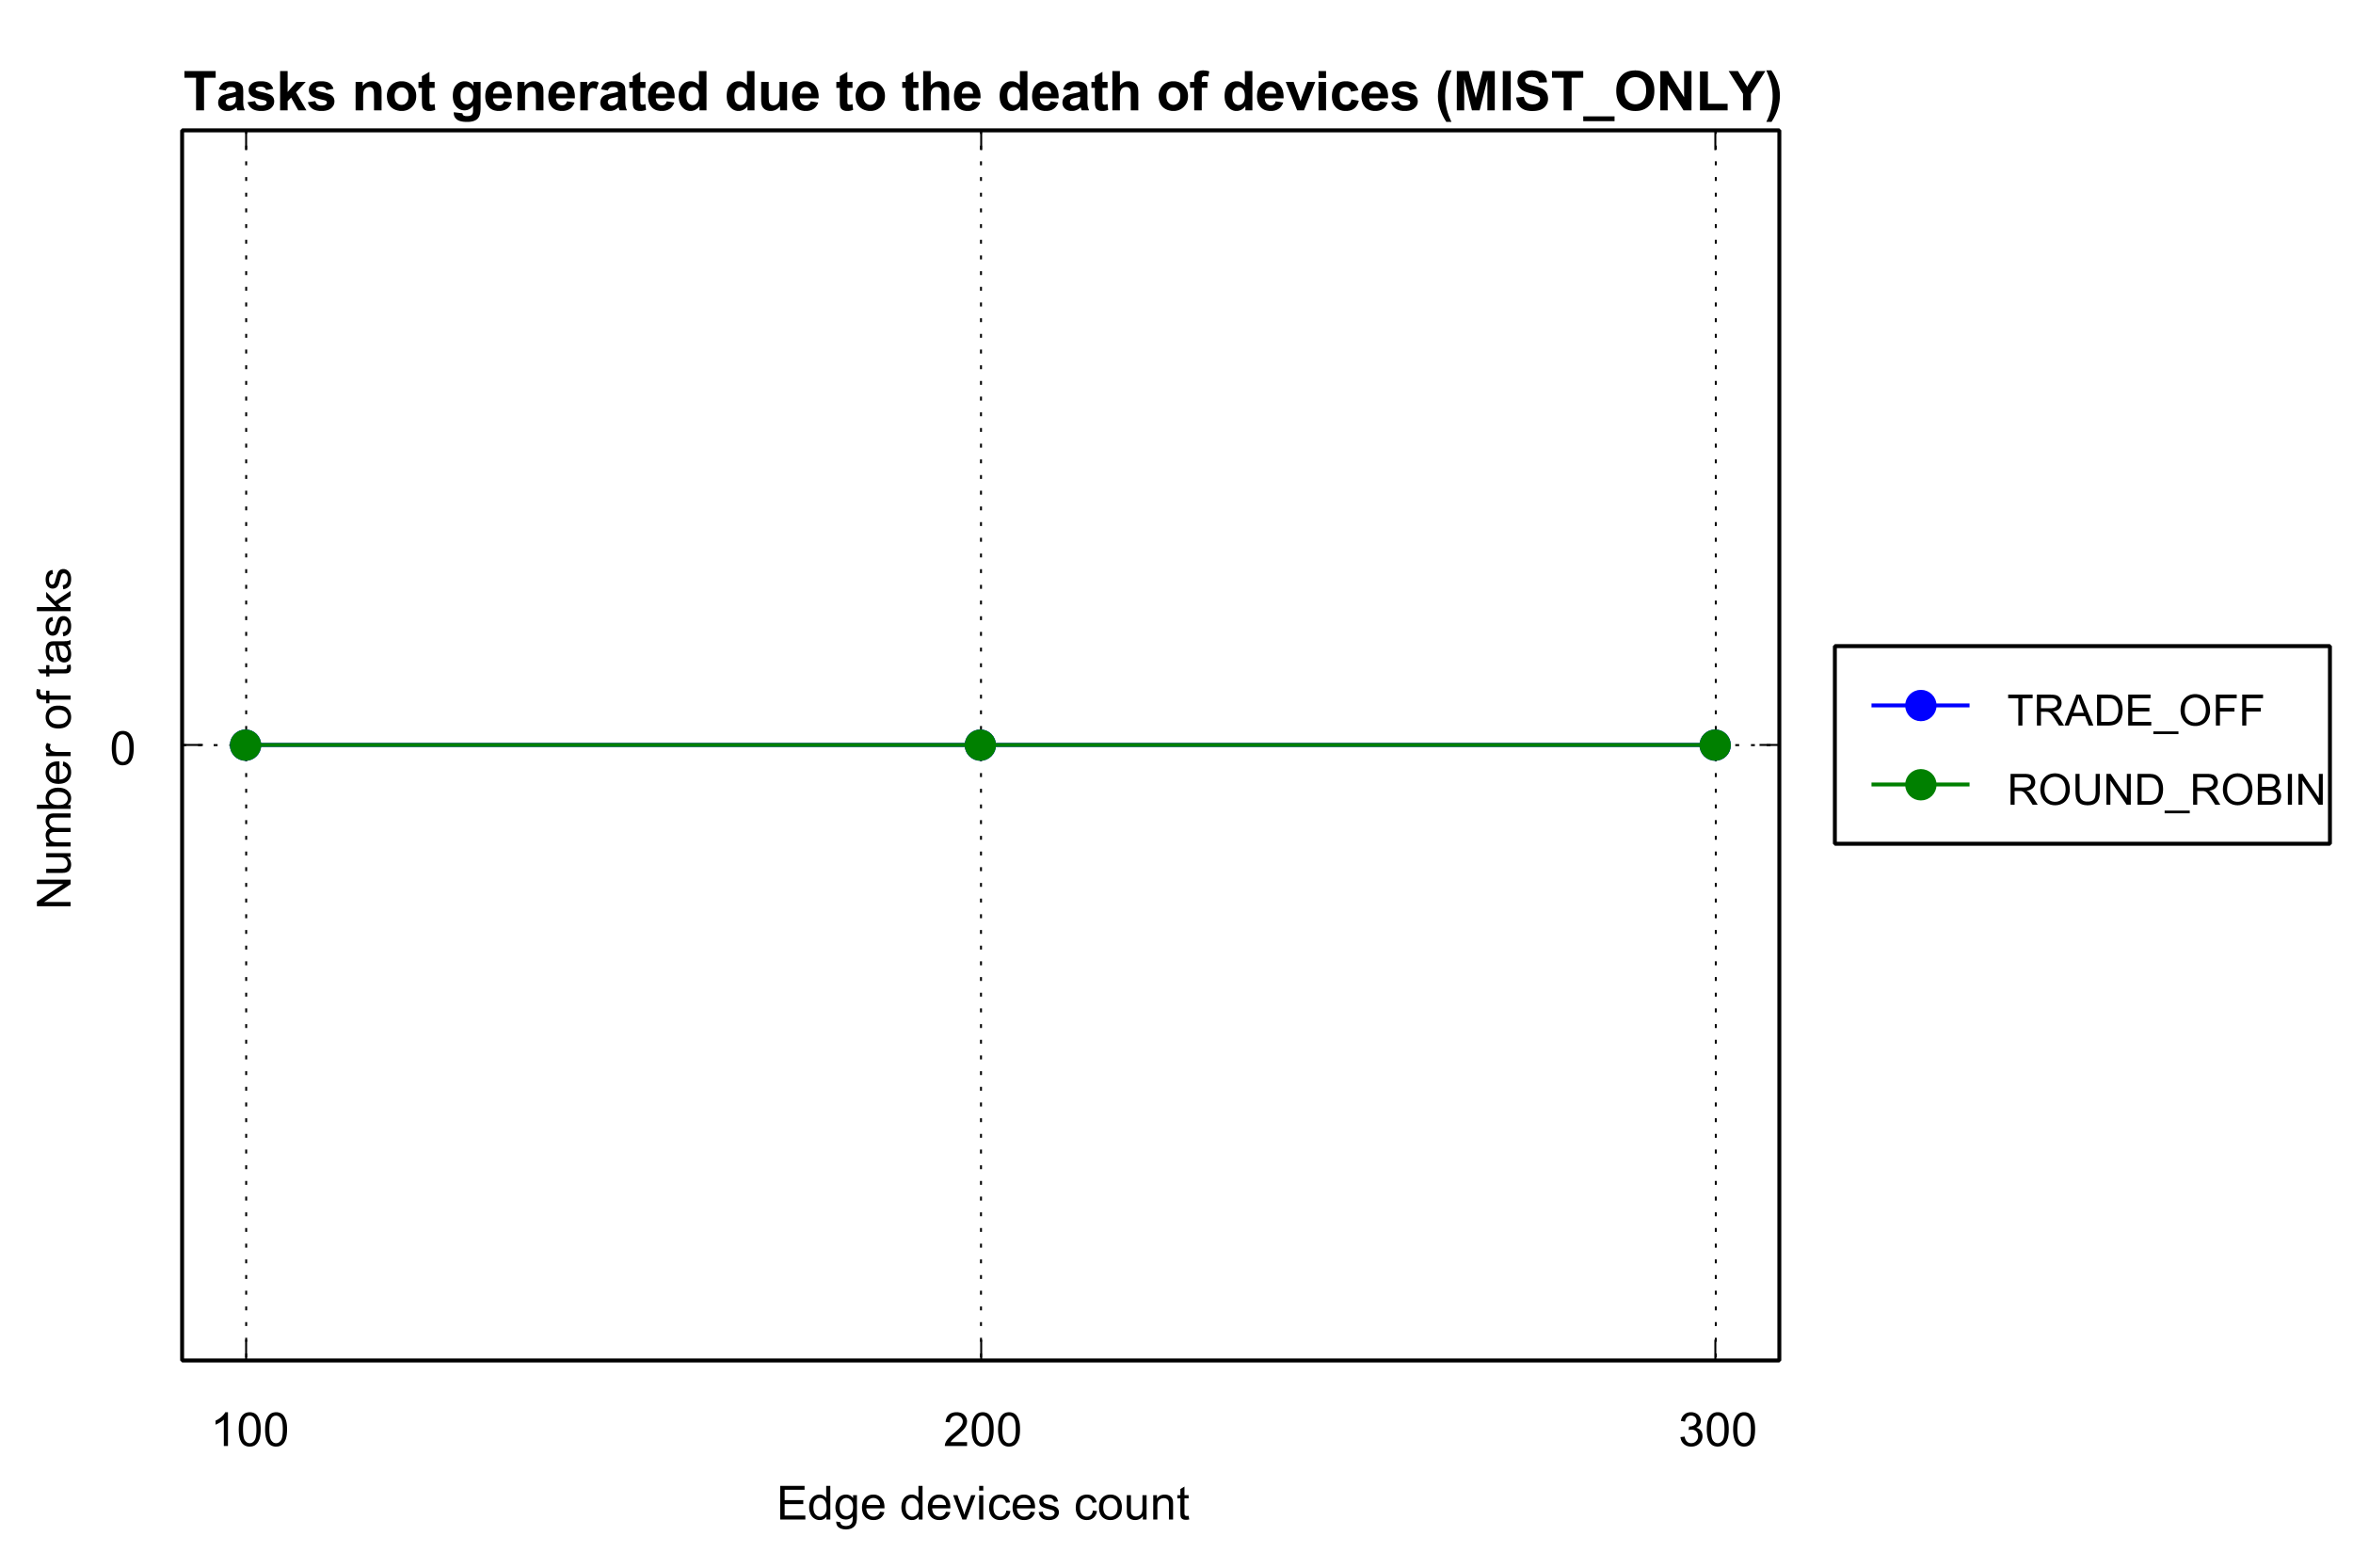 Tasks not generated due to the death of devices (MIST_ONLY)
Number of tasks
0
TRADE_OFF
ROUND_ROBIN
100
200
300
Edge devices count